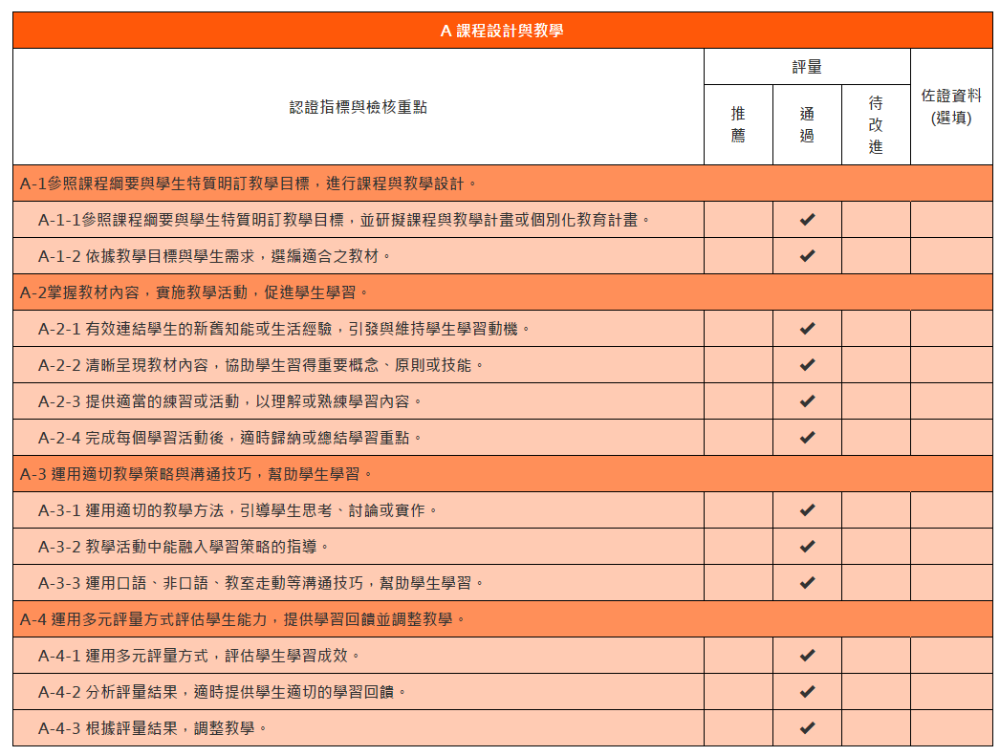 A 課程設計與教學
認證指標與檢核重點
評量
推薦
通過
待改進
佐證資料
(選填)
A-1參照課程綱要與學生特質明訂教學目標，進行課程與教學設計。
A-1-1參照課程綱要與學生特質明訂教學目標，並研擬課程與教學計畫或個別化教育計畫。 ✔
A-1-2 依據教學目標與學生需求，選編適合之教材。 ✔
A-2掌握教材內容，實施教學活動，促進學生學習。
A-2-1 有效連結學生的新舊知能或生活經驗，引發與維持學生學習動機。 ✔
A-2-2 清晰呈現教材內容，協助學生習得重要概念、原則或技能。 ✔
A-2-3 提供適當的練習或活動，以理解或熟練學習內容。 ✔
A-2-4 完成每個學習活動後，適時歸納或總結學習重點。 ✔
A-3 運用適切教學策略與溝通技巧，幫助學生學習。
A-3-1 運用適切的教學方法，引導學生思考、討論或實作。 ✔
A-3-2 教學活動中能融入學習策略的指導。 ✔
A-3-3 運用口語、非口語、教室走動等溝通技巧，幫助學生學習。 ✔
A-4 運用多元評量方式評估學生能力，提供學習回饋並調整教學。
A-4-1 運用多元評量方式，評估學生學習成效。 ✔
A-4-2 分析評量結果，適時提供學生適切的學習回饋。 ✔
A-4-3 根據評量結果，調整教學。 ✔